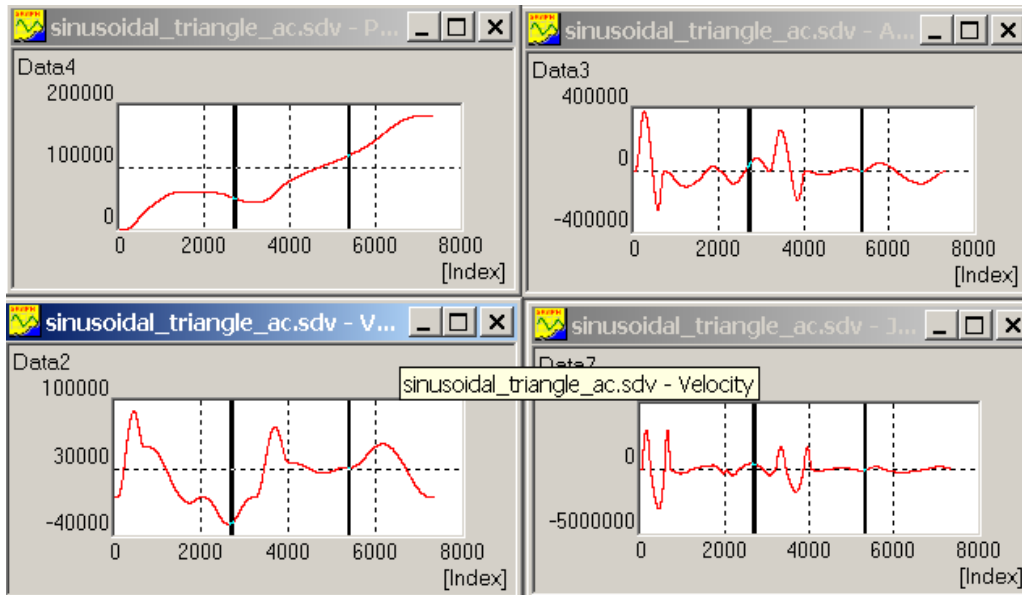 sinusoidal_triangle_ac.sdv - P...
Data4
200000
100000
0
0 2000 4000 6000 8000
[Index]
sinusoidal_triangle_ac.sdv - A...
Data3
400000
0
-400000
0 2000 4000 6000 8000
[Index]
sinusoidal_triangle_ac.sdv - V...
Data2
100000
30000
-40000
0 2000 4000 6000 8000
[Index]
sinusoidal_triangle_ac.sdv - J...
Data7
sinusoidal_triangle_ac.sdv - Velocity
0
-5000000
0 2000 4000 6000 8000
[Index]